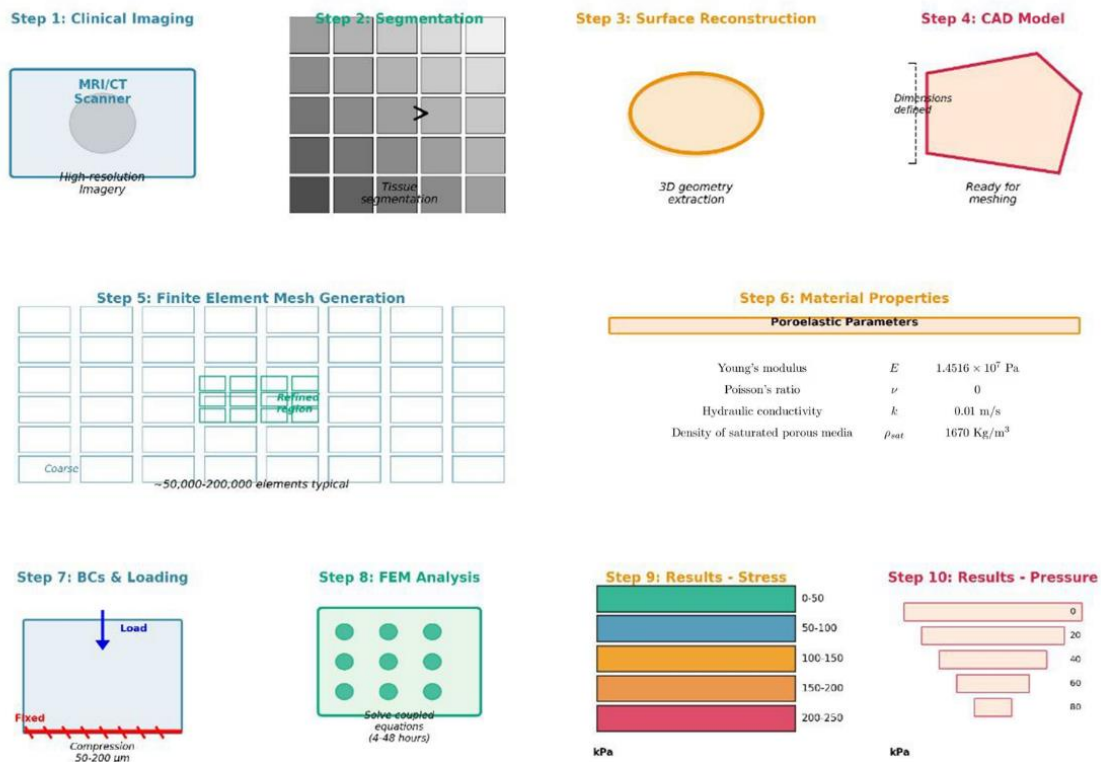 Step 1: Clinical Imaging
MRI/CT
Scanner
High-resolution
Imagery
Step 2: Segmentation
>
Tissue
segmentation
Step 3: Surface Reconstruction
3D geometry
extraction
Step 4: CAD Model
Dimensions
defined
Ready for
meshing
Step 5: Finite Element Mesh Generation
Refined
region
Coarse
~50,000-200,000 elements typical
Step 6: Material Properties
Poroelastic Parameters
Young's modulus E 1.4516 × 10⁷ Pa
Poisson's ratio ν 0
Hydraulic conductivity k 0.01 m/s
Density of saturated porous media ρsat 1670 Kg/m³
Step 7: BCs & Loading
Load
Fixed
Compression
50-200 μm
Step 8: FEM Analysis
Solve coupled
equations
(4-48 hours)
Step 9: Results - Stress
0-50
50-100
100-150
150-200
200-250
kPa
Step 10: Results - Pressure
0
20
40
60
80
kPa